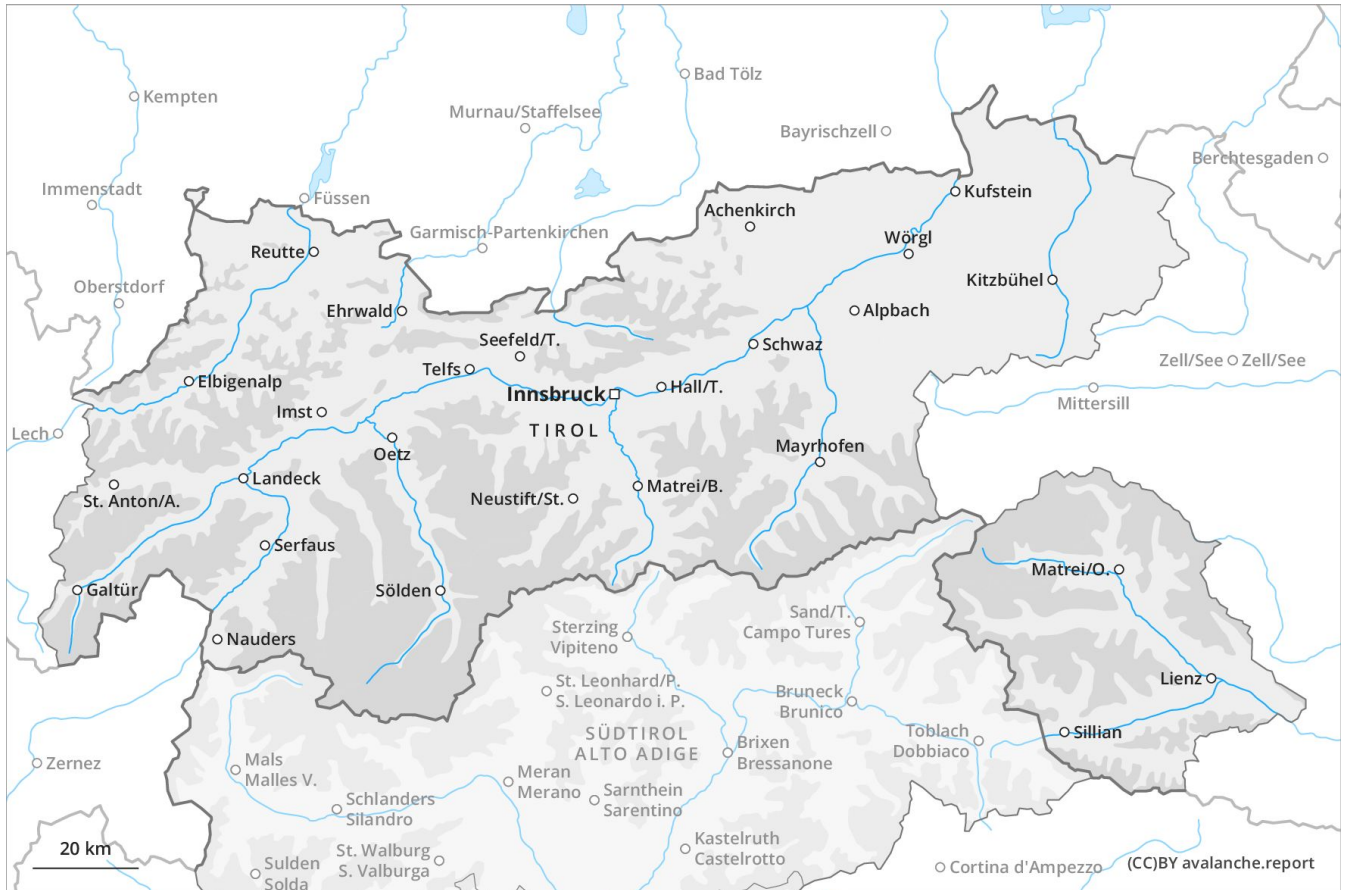 Kempten
Bad Tölz
Murnau/Staffelsee
Bayrischzell
Berchtesgaden
Immenstadt
Füssen
Kufstein
Achenkirch
Garmisch-Partenkirchen
Reutte
Wörgl
Kitzbühel
Oberstdorf
Ehrwald
Alpbach
Seefeld/T.
Schwaz
Zell/See
Zell/See
Telfs
Elbigenalp
Innsbruck
Hall/T.
Mittersill
Imst
Lech
TIROL
Oetz
Mayrhofen
Landeck
St. Anton/A.
Neustift/St.
Matrei/B.
Serfaus
Matrei/O.
Galtür
Sölden
Sand/T.
Campo Tures
Nauders
Sterzing
Vipiteno
Lienz
St. Leonhard/P.
S. Leonardo i. P.
Bruneck
Brunico
SÜDTIROL
ALTO ADIGE
Toblach
Dobbiaco
Sillian
Brixen
Bressanone
Zernez
Mals
Malles V.
Meran
Merano
Sarnthein
Sarentino
Schlanders
Silandro
Kastelruth
Castelrotto
20 km
St. Walburg
S. Valburga
Sulden
Solda
Cortina d'Ampezzo
(CC)BY avalanche.report